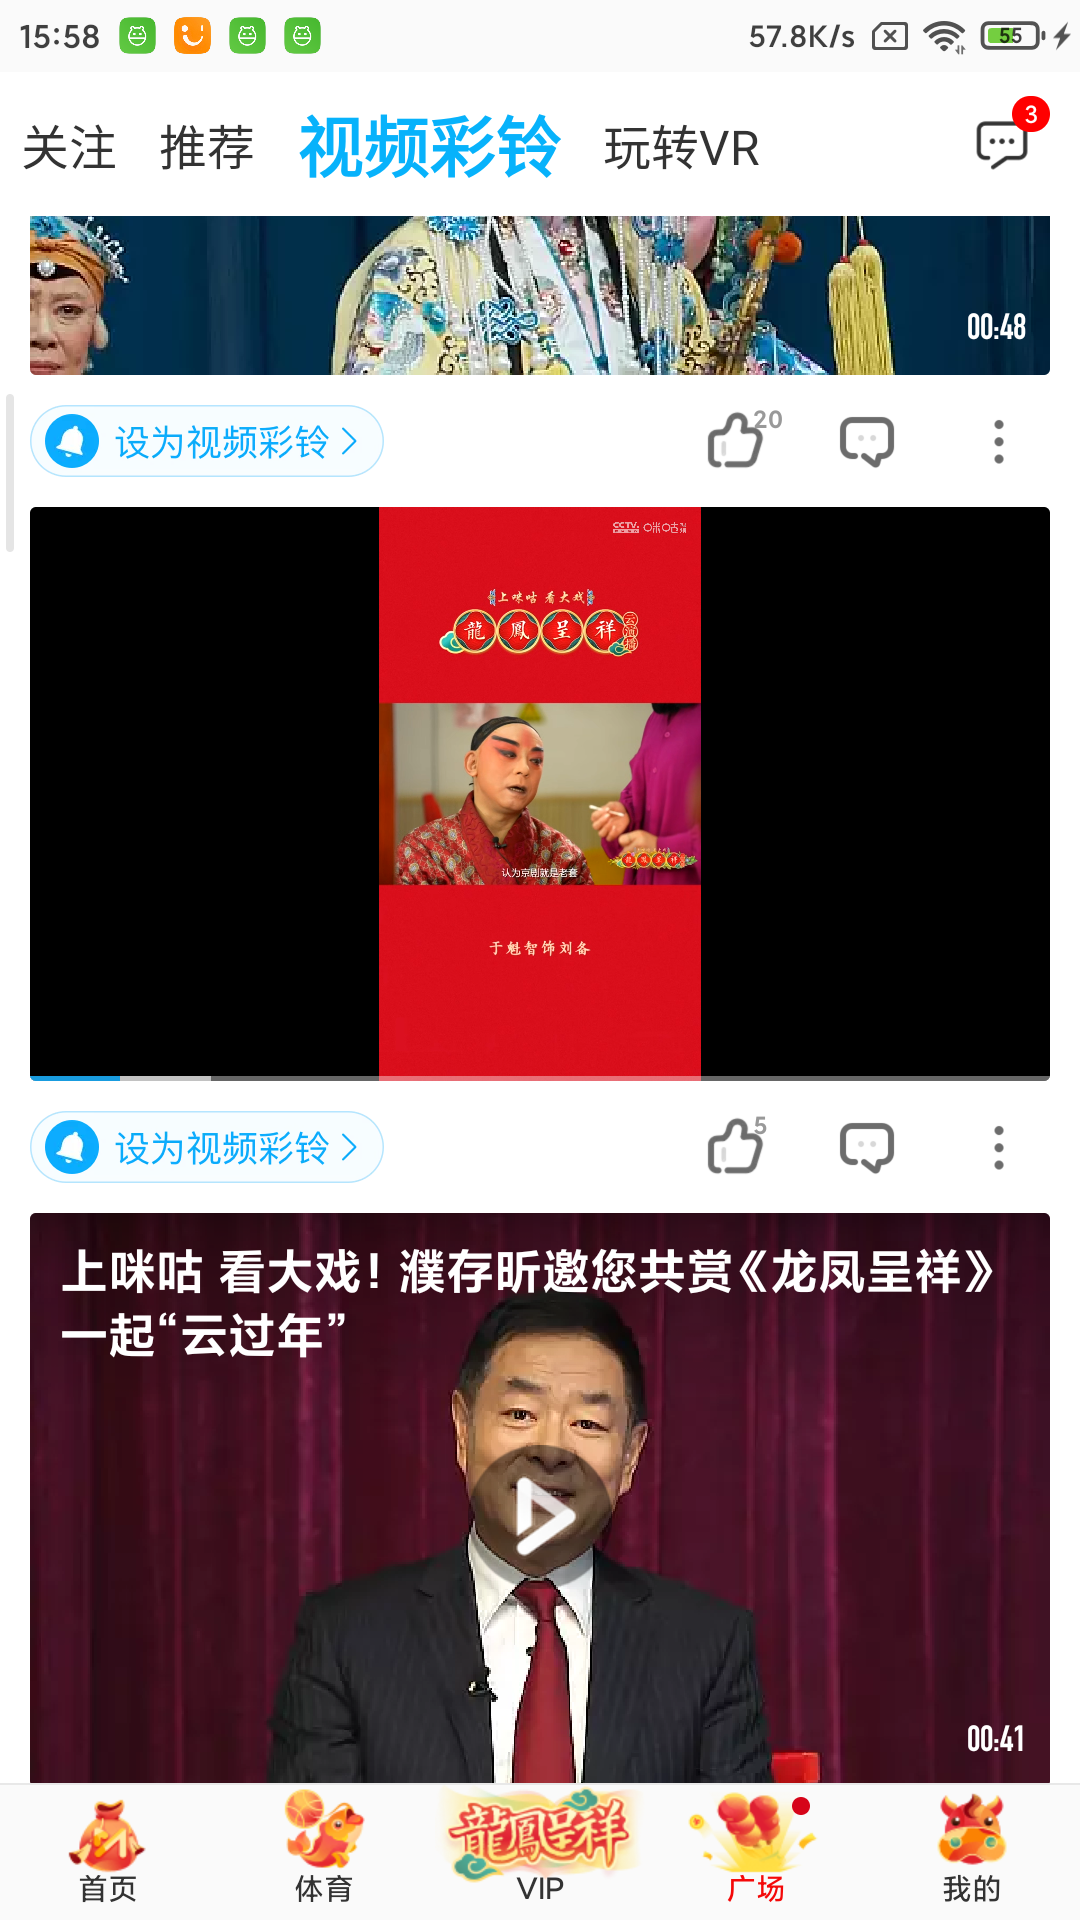 15:58
57.8K/s
55
关注 推荐 视频彩铃 玩转VR
3
00:48
设为视频彩铃
20
CCTV
上咪咕 看大戏
龍鳳呈祥
认为京剧就是老套
于魁智饰刘备
设为视频彩铃
5
上咪咕 看大戏！濮存昕邀您共赏《龙凤呈祥》
一起“云过年”
00:41
龍鳳呈祥
首页 体育 VIP 广场 我的